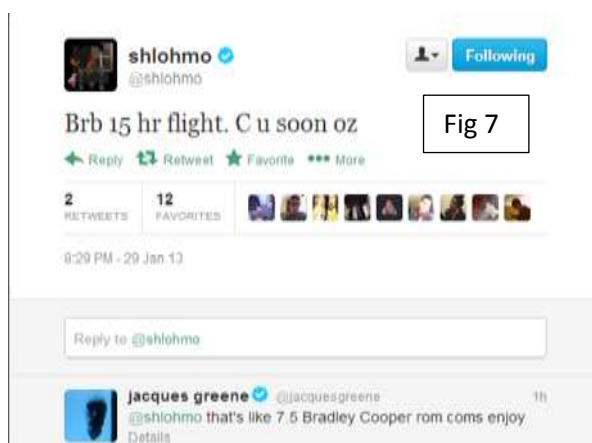 shlohmo
@shlohmo
Following
Brb 15 hr flight. C u soon oz
Fig 7
Reply Retweet Favorite More
2 RETWEETS 12 FAVORITES
8:29 PM - 29 Jan 13
Reply to @shlohmo
jacques greene @jacquesgreene 1h
@shlohmo that's like 7.5 Bradley Cooper rom coms enjoy
Details